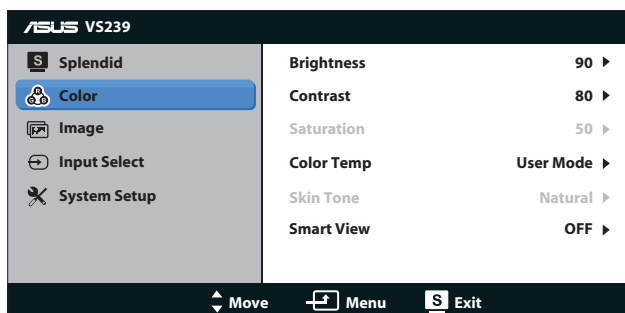 ASUS VS239
S Splendid
R G B Color
Image
Input Select
System Setup
Brightness 90
Contrast 80
Saturation 50
Color Temp User Mode
Skin Tone Natural
Smart View OFF
Move Menu S Exit